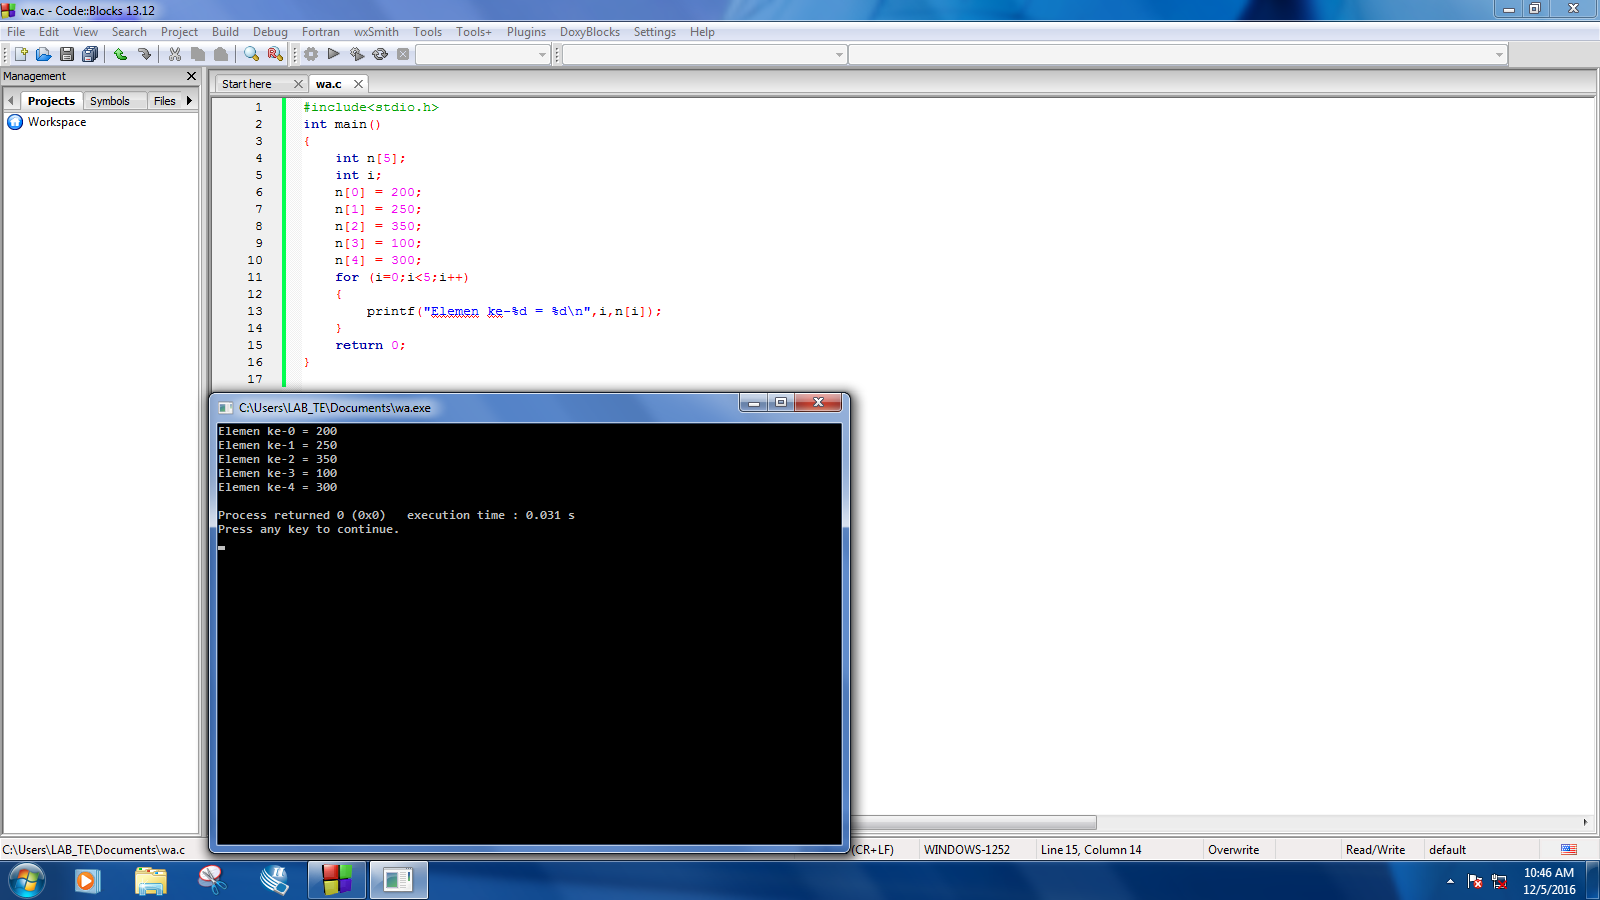 wa.c - Code::Blocks 13.12
File Edit View Search Project Build Debug Fortran wxSmith Tools Tools+ Plugins DoxyBlocks Settings Help
Management
Projects Symbols Files
Workspace
Start here wa.c
1 #include<stdio.h>
2 int main()
3 {
4 int n[5];
5 int i;
6 n[0] = 200;
7 n[1] = 250;
8 n[2] = 350;
9 n[3] = 100;
10 n[4] = 300;
11 for (i=0;i<5;i++)
12 {
13 printf("Elemen ke-%d = %d\n",i,n[i]);
14 }
15 return 0;
16 }
17
C:\Users\LAB_TE\Documents\wa.exe
Elemen ke-0 = 200
Elemen ke-1 = 250
Elemen ke-2 = 350
Elemen ke-3 = 100
Elemen ke-4 = 300
Process returned 0 (0x0) execution time : 0.031 s
Press any key to continue.
C:\Users\LAB_TE\Documents\wa.c (CR+LF) WINDOWS-1252 Line 15, Column 14 Overwrite Read/Write default
10:46 AM
12/5/2016